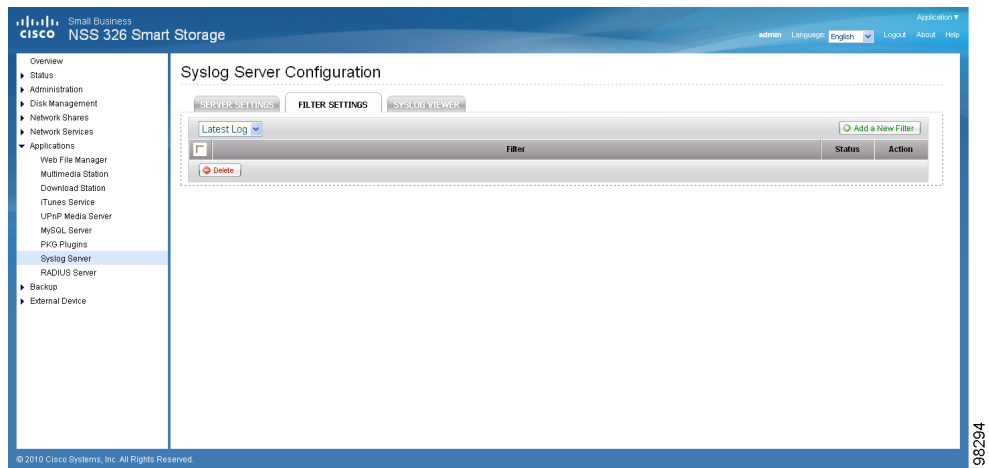 Small Business
Application
cisco NSS 326 Smart Storage
admin Language: English Logout About Help
Overview
Status
Administration
Disk Management
Network Shares
Network Services
Applications
Web File Manager
Multimedia Station
Download Station
iTunes Service
UPnP Media Server
MySQL Server
PKG Plugins
Syslog Server
RADIUS Server
Backup
External Device
Syslog Server Configuration
SERVER SETTINGS FILTER SETTINGS SYSLOG VIEWER
Latest Log Add a New Filter
Filter Status Action
Delete
© 2010 Cisco Systems, Inc. All Rights Reserved.
98294